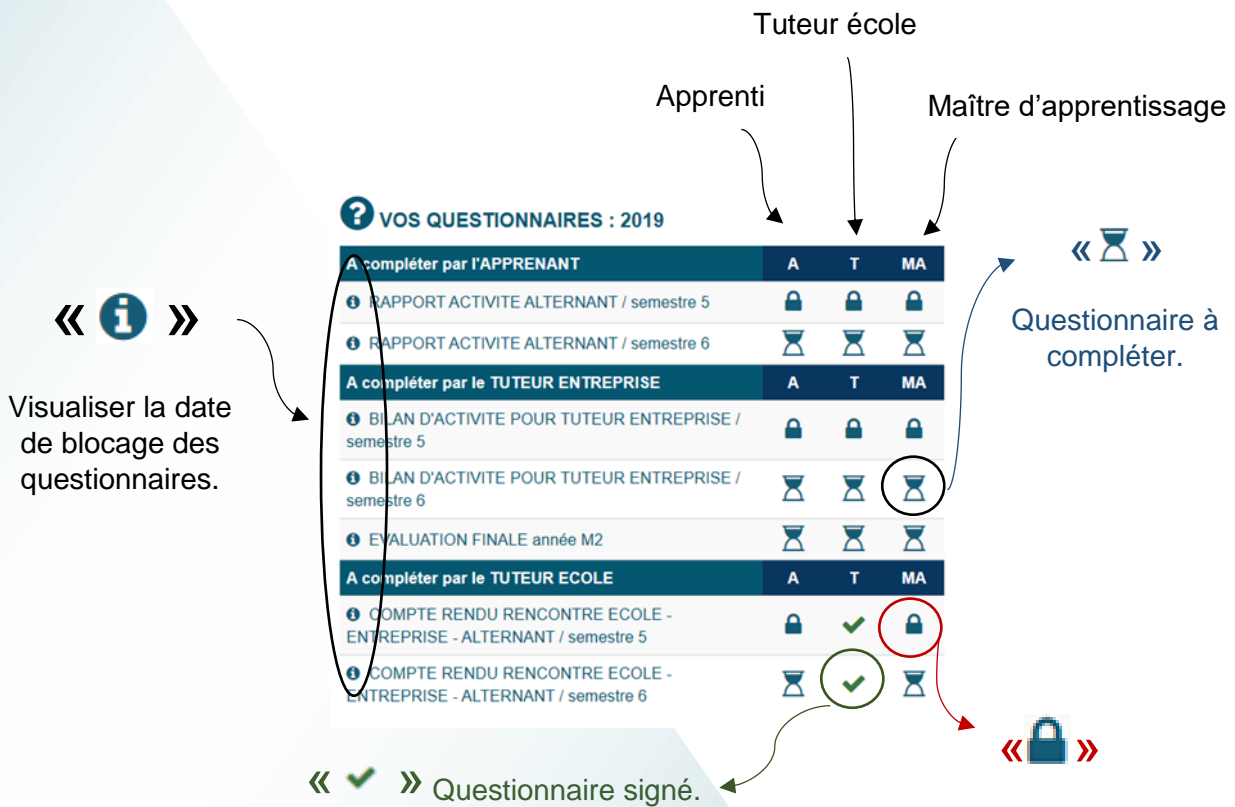 Tuteur école
Apprenti
Maître d'apprentissage
VOS QUESTIONNAIRES : 2019
A compléter par l'APPRENANT A T MA
RAPPORT ACTIVITE ALTERNANT / semestre 5
RAPPORT ACTIVITE ALTERNANT / semestre 6
A compléter par le TUTEUR ENTREPRISE A T MA
BILAN D'ACTIVITE POUR TUTEUR ENTREPRISE /
semestre 5
BILAN D'ACTIVITE POUR TUTEUR ENTREPRISE /
semestre 6
EVALUATION FINALE année M2
A compléter par le TUTEUR ECOLE A T MA
COMPTE RENDU RENCONTRE ECOLE -
ENTREPRISE - ALTERNANT / semestre 5
COMPTE RENDU RENCONTRE ECOLE -
ENTREPRISE - ALTERNANT / semestre 6
« »
Visualiser la date
de blocage des
questionnaires.
« »
Questionnaire à
compléter.
« »
« » Questionnaire signé.